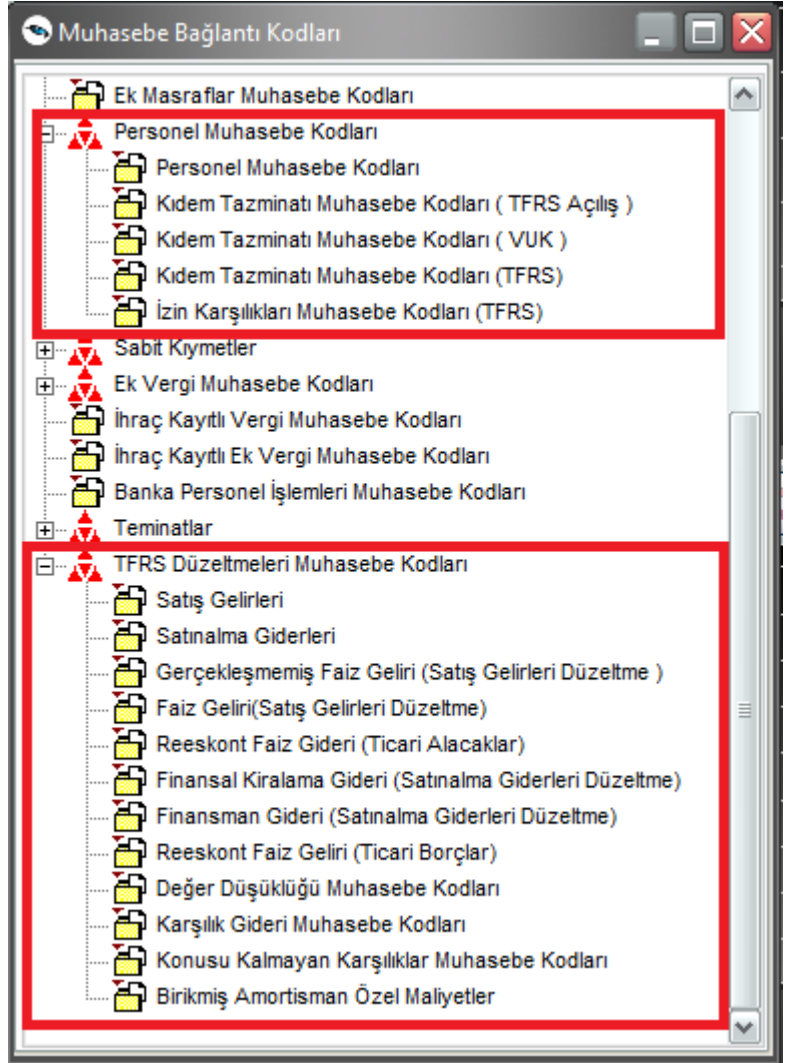 Muhasebe Bağlantı Kodları
Ek Masraflar Muhasebe Kodları
Personel Muhasebe Kodları
Personel Muhasebe Kodları
Kıdem Tazminatı Muhasebe Kodları ( TFRS Açılış )
Kıdem Tazminatı Muhasebe Kodları ( VUK )
Kıdem Tazminatı Muhasebe Kodları (TFRS)
İzin Karşılıkları Muhasebe Kodları (TFRS)
Sabit Kıymetler
Ek Vergi Muhasebe Kodları
İhraç Kayıtlı Vergi Muhasebe Kodları
İhraç Kayıtlı Ek Vergi Muhasebe Kodları
Banka Personel İşlemleri Muhasebe Kodları
Teminatlar
TFRS Düzeltmeleri Muhasebe Kodları
Satış Gelirleri
Satınalma Giderleri
Gerçekleşmemiş Faiz Geliri (Satış Gelirleri Düzeltme )
Faiz Geliri(Satış Gelirleri Düzeltme)
Reeskont Faiz Gideri (Ticari Alacaklar)
Finansal Kiralama Gideri (Satınalma Giderleri Düzeltme)
Finansman Gideri (Satınalma Giderleri Düzeltme)
Reeskont Faiz Geliri (Ticari Borçlar)
Değer Düşüklüğü Muhasebe Kodları
Karşılık Gideri Muhasebe Kodları
Konusu Kalmayan Karşılıklar Muhasebe Kodları
Birikmiş Amortisman Özel Maliyetler